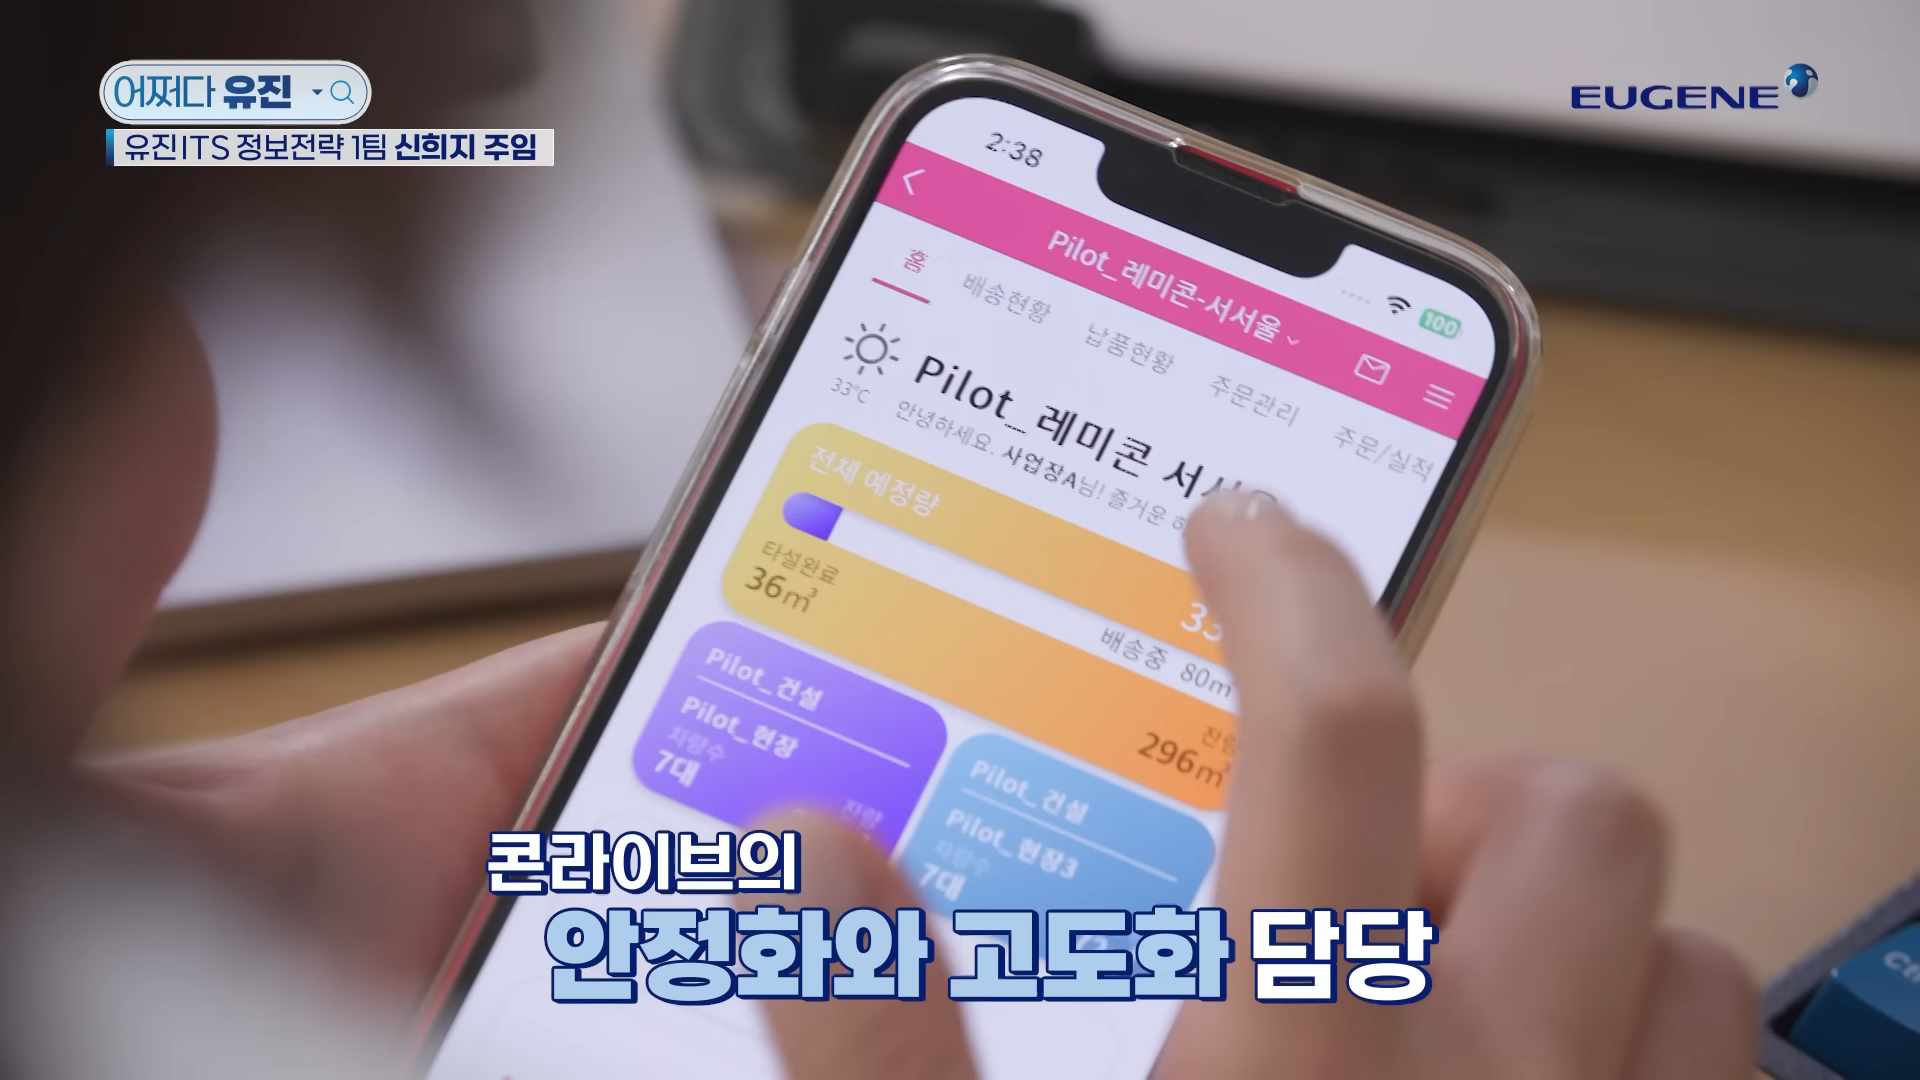 어쩌다 유진
유진ITS 정보전략 1팀 신희지 주임
EUGENE
2:38
100
Pilot_레미콘-서서울
홈 배송현황 납품현황 주문관리 주문/실적
33°C
Pilot_레미콘
안녕하세요. 사업장A님! 즐거운
전체 예정량
타설완료
36m³
배송중 80m
296m³
Pilot_건설
Pilot_현장
차량수
7대
잔량
Pilot_건설
Pilot_현장3
차량수
7대
콘라이브의
안정화와 고도화 담당